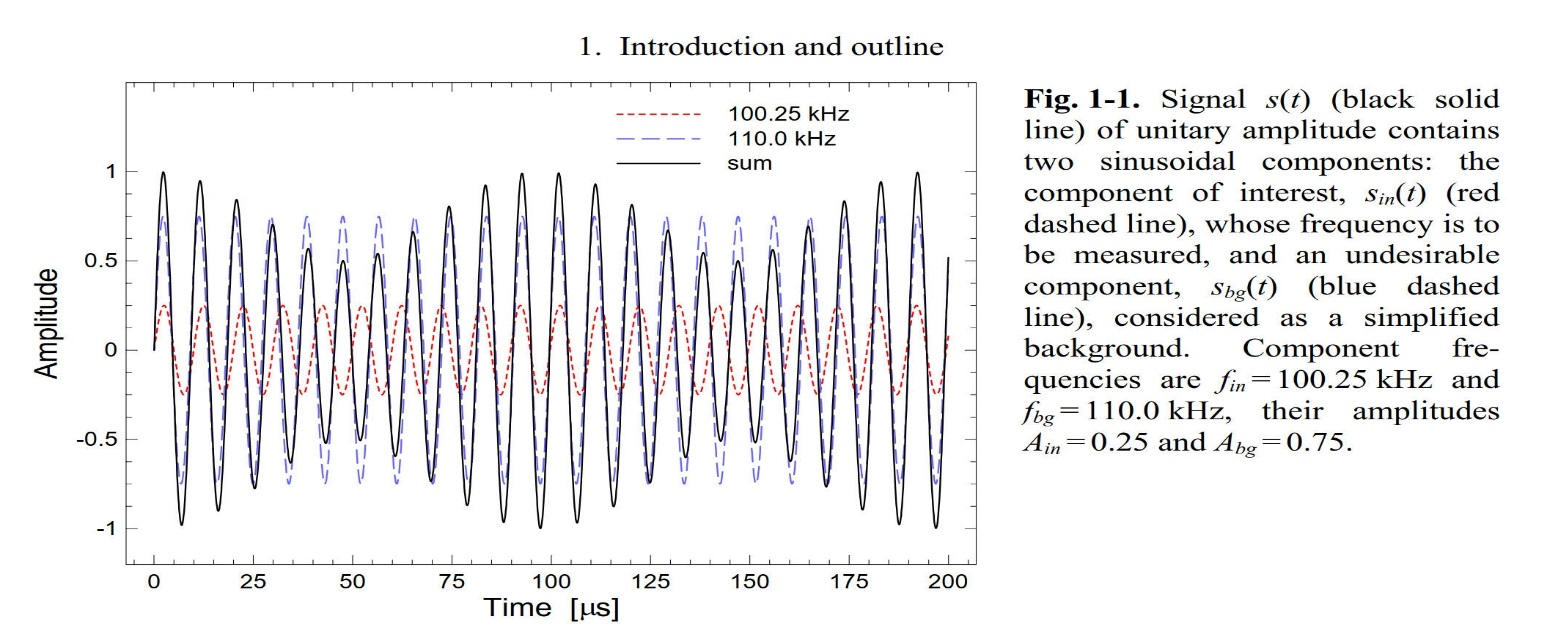 1. Introduction and outline
100.25 kHz
110.0 kHz
sum
1
0.5
0
-0.5
-1
Amplitude
0 25 50 75 100 125 150 175 200
Time [μs]
Fig. 1-1. Signal s(t) (black solid
line) of unitary amplitude contains
two sinusoidal components: the
component of interest, sin(t) (red
dashed line), whose frequency is to
be measured, and an undesirable
component, sbg(t) (blue dashed
line), considered as a simplified
background. Component fre-
quencies are fin=100.25 kHz and
fbg=110.0 kHz, their amplitudes
Ain=0.25 and Abg=0.75.